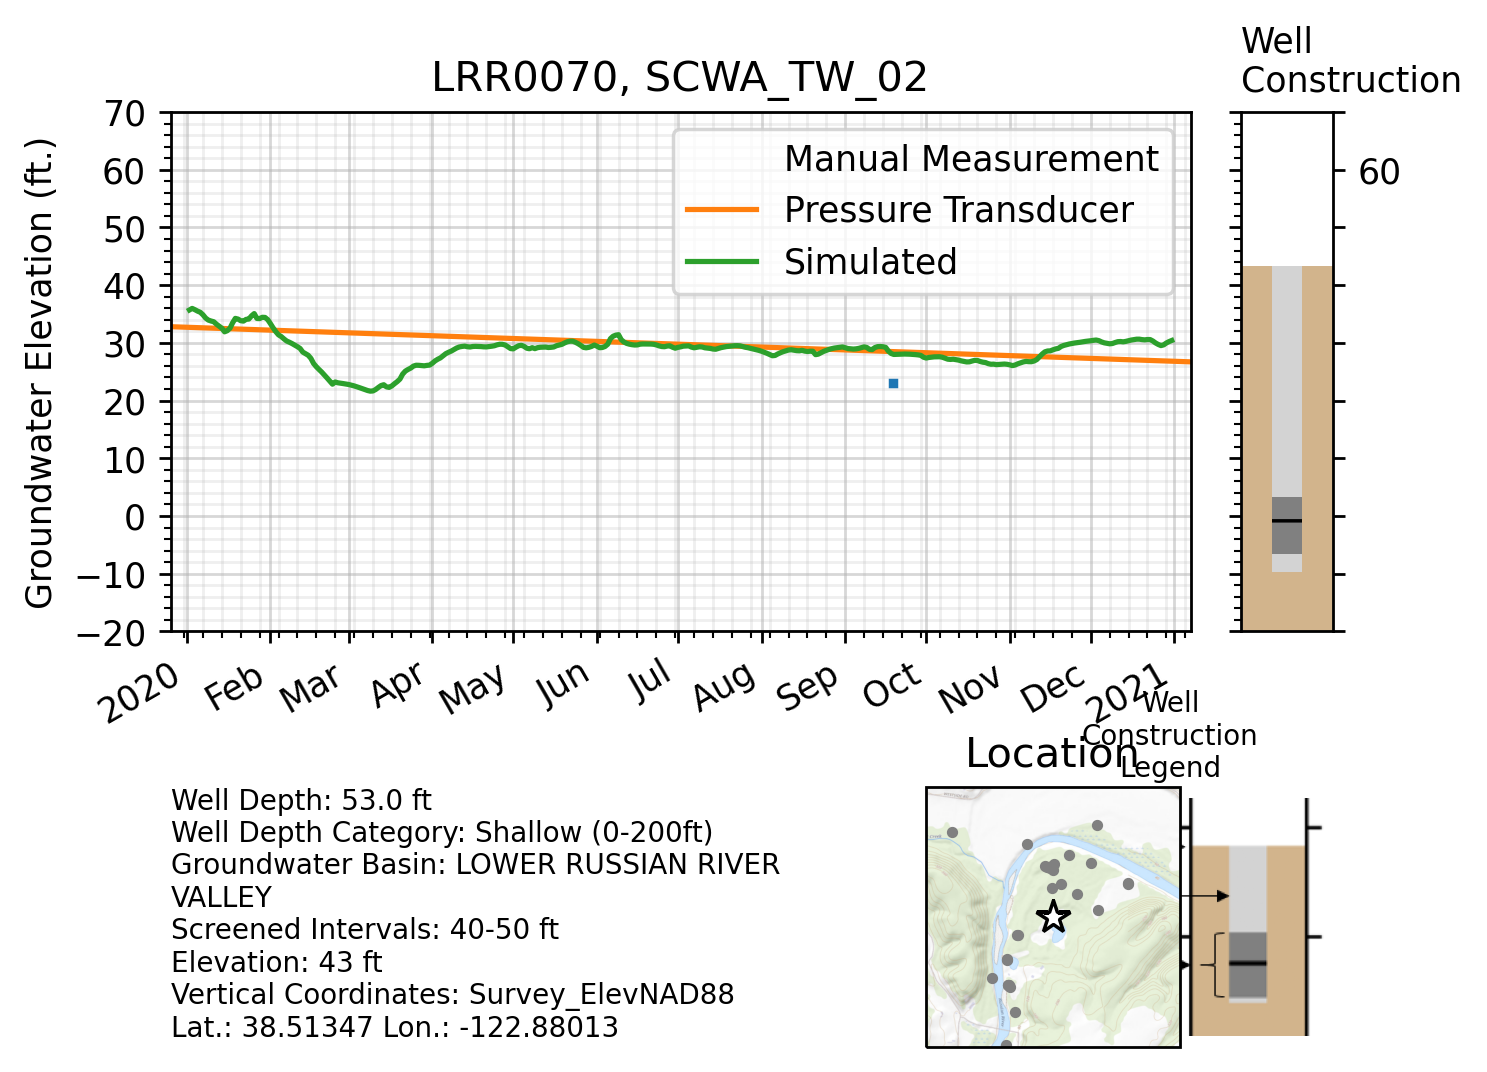 Well
Construction
LRR0070, SCWA_TW_02
Groundwater Elevation (ft.)
70
60
50
40
30
20
10
0
−10
−20
Manual Measurement
Pressure Transducer
Simulated
60
2020
Feb
Mar
Apr
May
Jun
Jul
Aug
Sep
Oct
Nov
Dec
2021
Well
Construction
Legend
Location
Well Depth: 53.0 ft
Well Depth Category: Shallow (0-200ft)
Groundwater Basin: LOWER RUSSIAN RIVER
VALLEY
Screened Intervals: 40-50 ft
Elevation: 43 ft
Vertical Coordinates: Survey_ElevNAD88
Lat.: 38.51347 Lon.: -122.88013